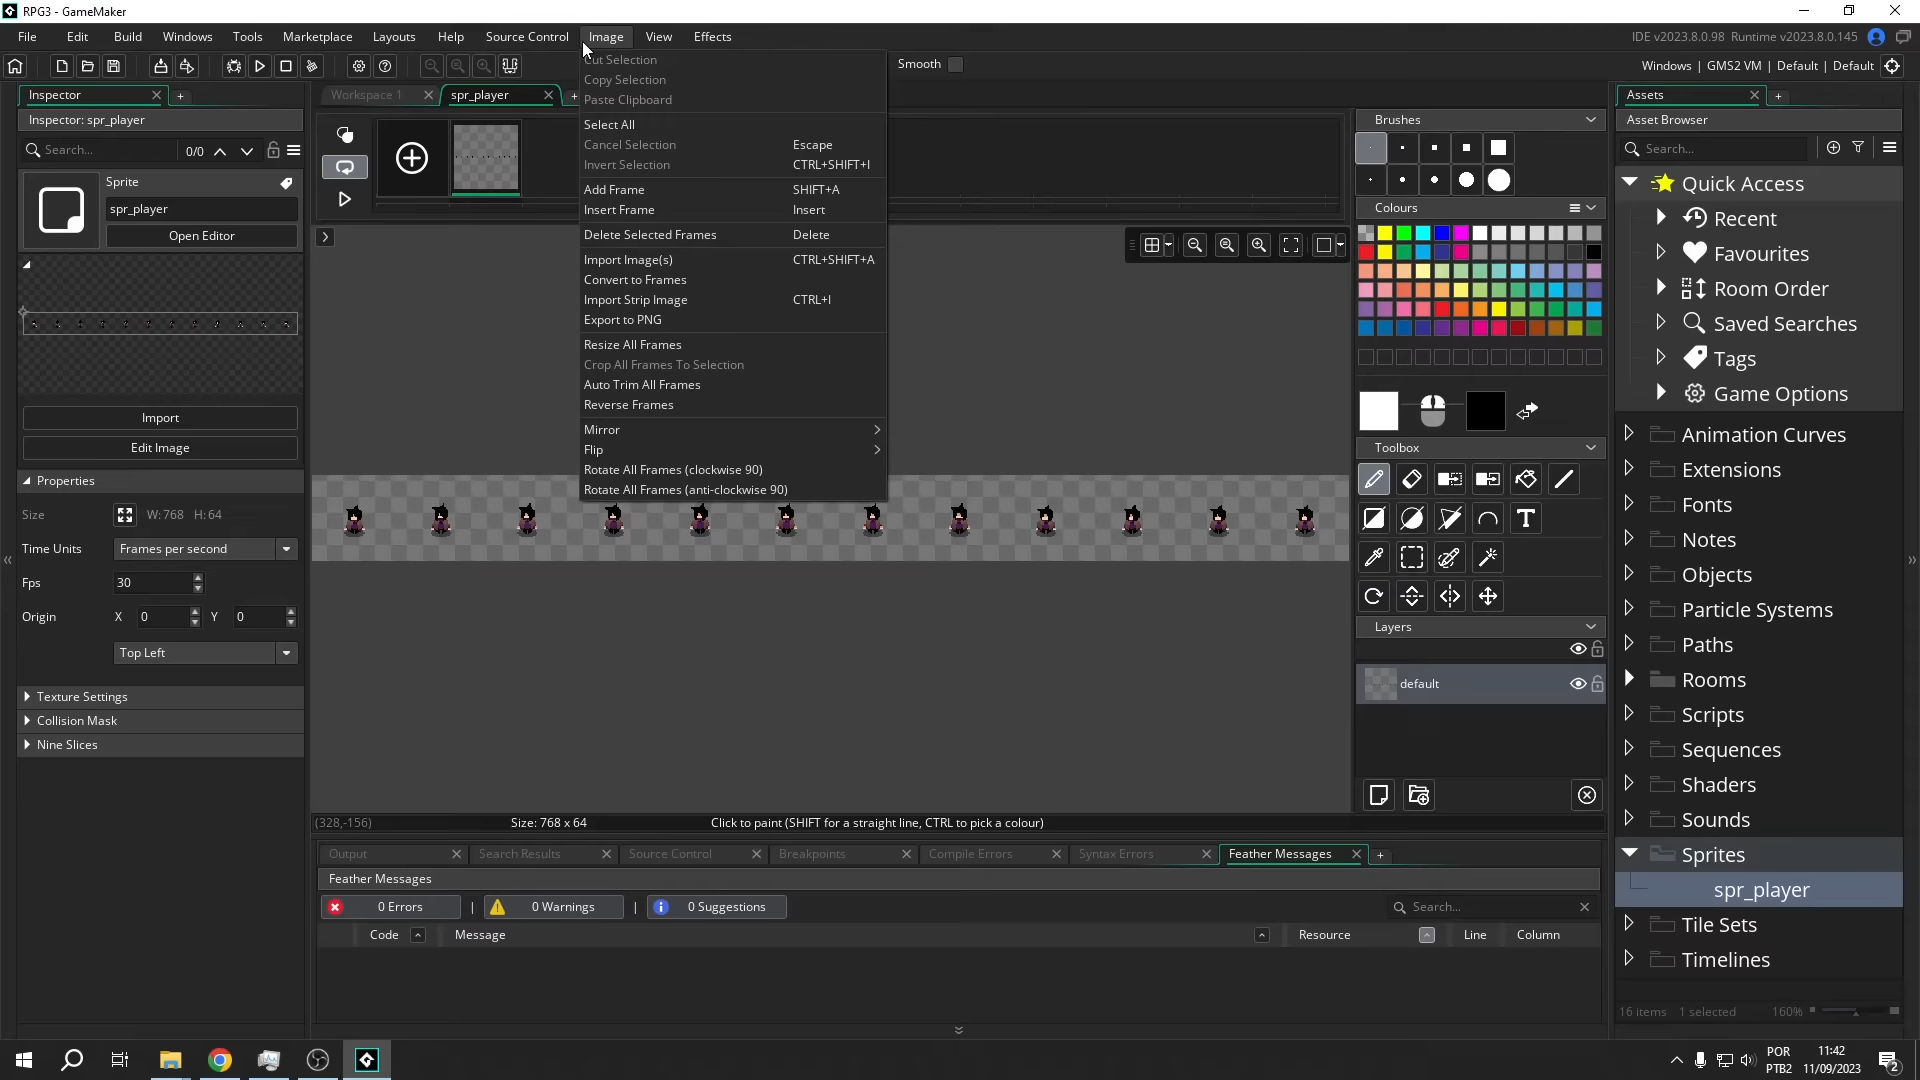 RPG3 - GameMaker
File Edit Build Windows Tools Marketplace Layouts Help Source Control Image View Effects
IDE v2023.8.0.98 Runtime v2023.8.0.145
Smooth
Windows | GMS2 VM | Default | Default
Inspector
Inspector: spr_player
Search...
0/0
Sprite
spr_player
Open Editor
Import
Edit Image
Properties
Size W:768 H:64
Time Units Frames per second
Fps 30
Origin X 0 Y 0
Top Left
Texture Settings
Collision Mask
Nine Slices
Workspace 1
spr_player
Copy Selection
Paste Clipboard
Select All
Cancel Selection Escape
Invert Selection CTRL+SHIFT+I
Add Frame SHIFT+A
Insert Frame Insert
Delete Selected Frames Delete
Import Image(s) CTRL+SHIFT+A
Convert to Frames
Import Strip Image CTRL+I
Export to PNG
Resize All Frames
Crop All Frames To Selection
Auto Trim All Frames
Reverse Frames
Mirror
Flip
Rotate All Frames (clockwise 90)
Rotate All Frames (anti-clockwise 90)
(328,-156)
Size: 768 x 64
Click to paint (SHIFT for a straight line, CTRL to pick a colour)
Output
Search Results
Source Control
Breakpoints
Compile Errors
Syntax Errors
Feather Messages
Feather Messages
0 Errors | 0 Warnings | 0 Suggestions
Search...
Code Message Resource Line Column
Brushes
Colours
Toolbox
T
Layers
default
Assets
Asset Browser
Search...
Quick Access
Recent
Favourites
Room Order
Saved Searches
Tags
Game Options
Animation Curves
Extensions
Fonts
Notes
Objects
Particle Systems
Paths
Rooms
Scripts
Sequences
Shaders
Sounds
Sprites
spr_player
Tile Sets
Timelines
16 items 1 selected 160%
POR
PTB2
11:42
11/09/2023
2